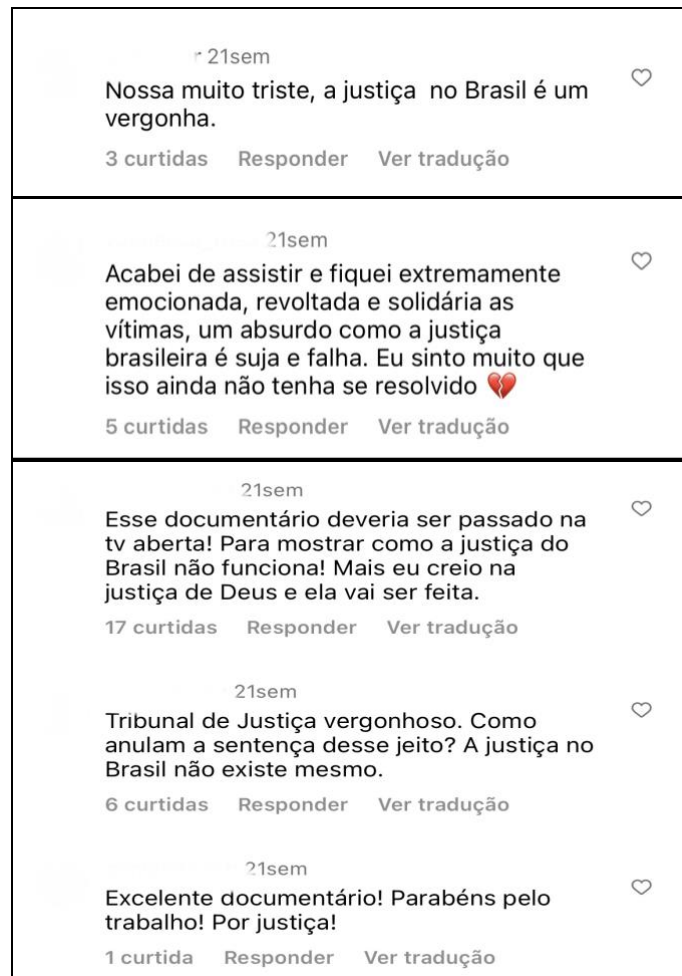 21sem
Nossa muito triste, a justiça no Brasil é um
vergonha.
3 curtidas Responder Ver tradução
21sem
Acabei de assistir e fiquei extremamente
emocionada, revoltada e solidária as
vítimas, um absurdo como a justiça
brasileira é suja e falha. Eu sinto muito que
isso ainda não tenha se resolvido 💔
5 curtidas Responder Ver tradução
21sem
Esse documentário deveria ser passado na
tv aberta! Para mostrar como a justiça do
Brasil não funciona! Mais eu creio na
justiça de Deus e ela vai ser feita.
17 curtidas Responder Ver tradução
21sem
Tribunal de Justiça vergonhoso. Como
anulam a sentença desse jeito? A justiça no
Brasil não existe mesmo.
6 curtidas Responder Ver tradução
21sem
Excelente documentário! Parabéns pelo
trabalho! Por justiça!
1 curtida Responder Ver tradução